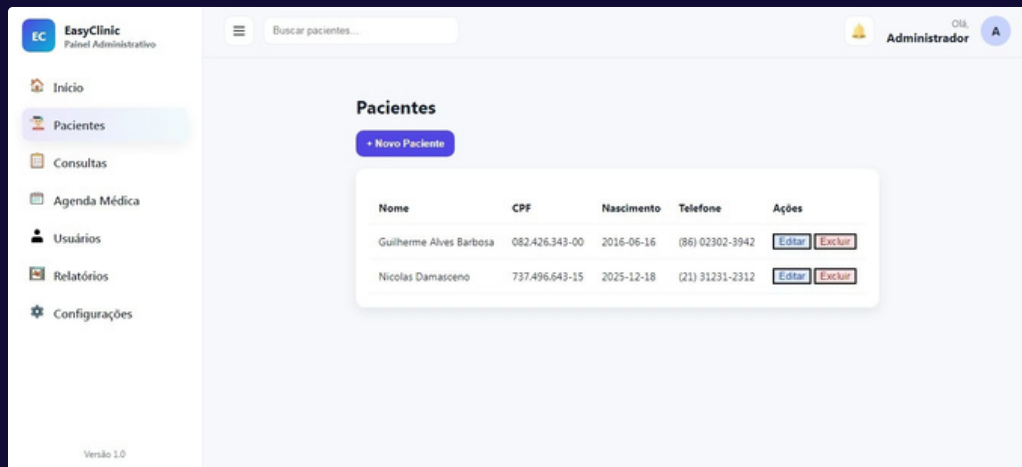 EC
EasyClinic
Painel Administrativo
Buscar pacientes...
Olá,
Administrador
A
Início
Pacientes
Consultas
Agenda Médica
Usuários
Relatórios
Configurações
Versão 1.0
Pacientes
+ Novo Paciente
Nome CPF Nascimento Telefone Ações
Guilherme Alves Barbosa 082.426.343-00 2016-06-16 (86) 02302-3942 Editar Excluir
Nicolas Damasceno 737.496.643-15 2025-12-18 (21) 31231-2312 Editar Excluir